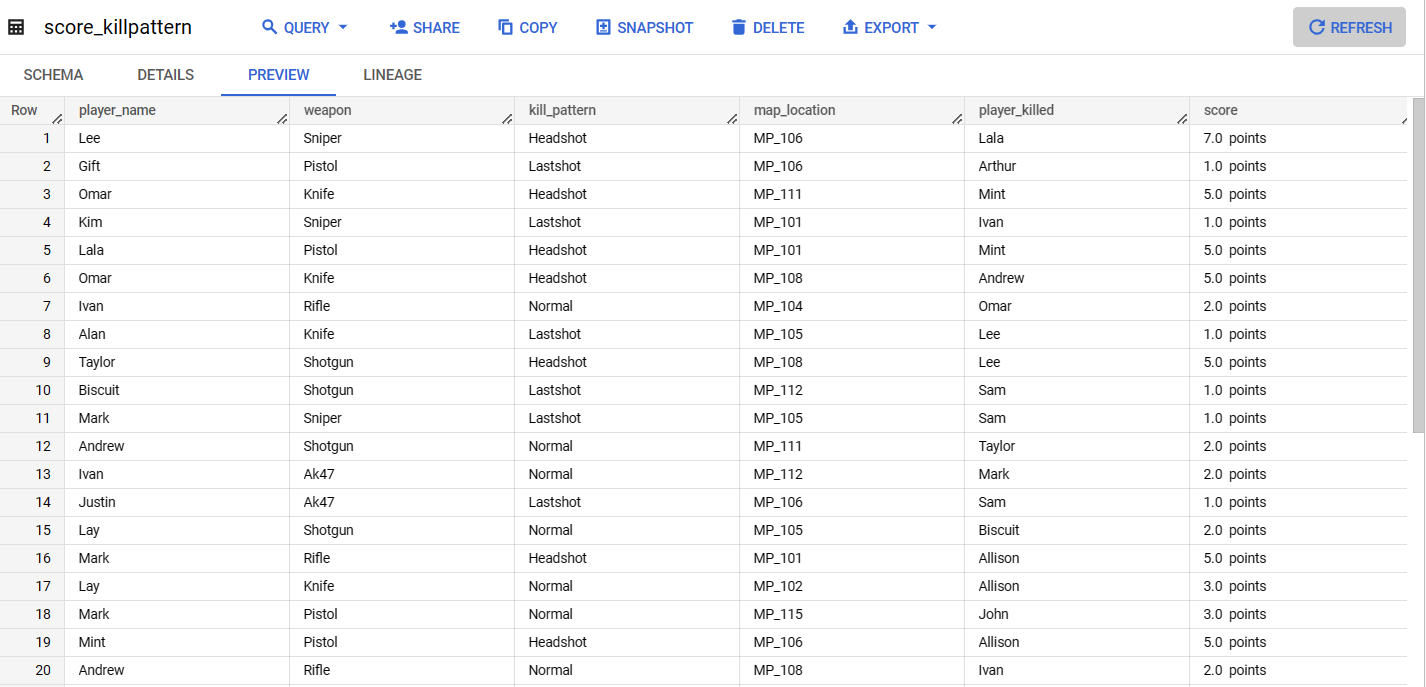 score_killpattern QUERY SHARE COPY SNAPSHOT DELETE EXPORT REFRESH
SCHEMA DETAILS PREVIEW LINEAGE
Row player_name weapon kill_pattern map_location player_killed score
1 Lee Sniper Headshot MP_106 Lala 7.0 points
2 Gift Pistol Lastshot MP_106 Arthur 1.0 points
3 Omar Knife Headshot MP_111 Mint 5.0 points
4 Kim Sniper Lastshot MP_101 Ivan 1.0 points
5 Lala Pistol Headshot MP_101 Mint 5.0 points
6 Omar Knife Headshot MP_108 Andrew 5.0 points
7 Ivan Rifle Normal MP_104 Omar 2.0 points
8 Alan Knife Lastshot MP_105 Lee 1.0 points
9 Taylor Shotgun Headshot MP_108 Lee 5.0 points
10 Biscuit Shotgun Lastshot MP_112 Sam 1.0 points
11 Mark Sniper Lastshot MP_105 Sam 1.0 points
12 Andrew Shotgun Normal MP_111 Taylor 2.0 points
13 Ivan Ak47 Normal MP_112 Mark 2.0 points
14 Justin Ak47 Lastshot MP_106 Sam 1.0 points
15 Lay Shotgun Normal MP_105 Biscuit 2.0 points
16 Mark Rifle Headshot MP_101 Allison 5.0 points
17 Lay Knife Normal MP_102 Allison 3.0 points
18 Mark Pistol Normal MP_115 John 3.0 points
19 Mint Pistol Headshot MP_106 Allison 5.0 points
20 Andrew Rifle Normal MP_108 Ivan 2.0 points